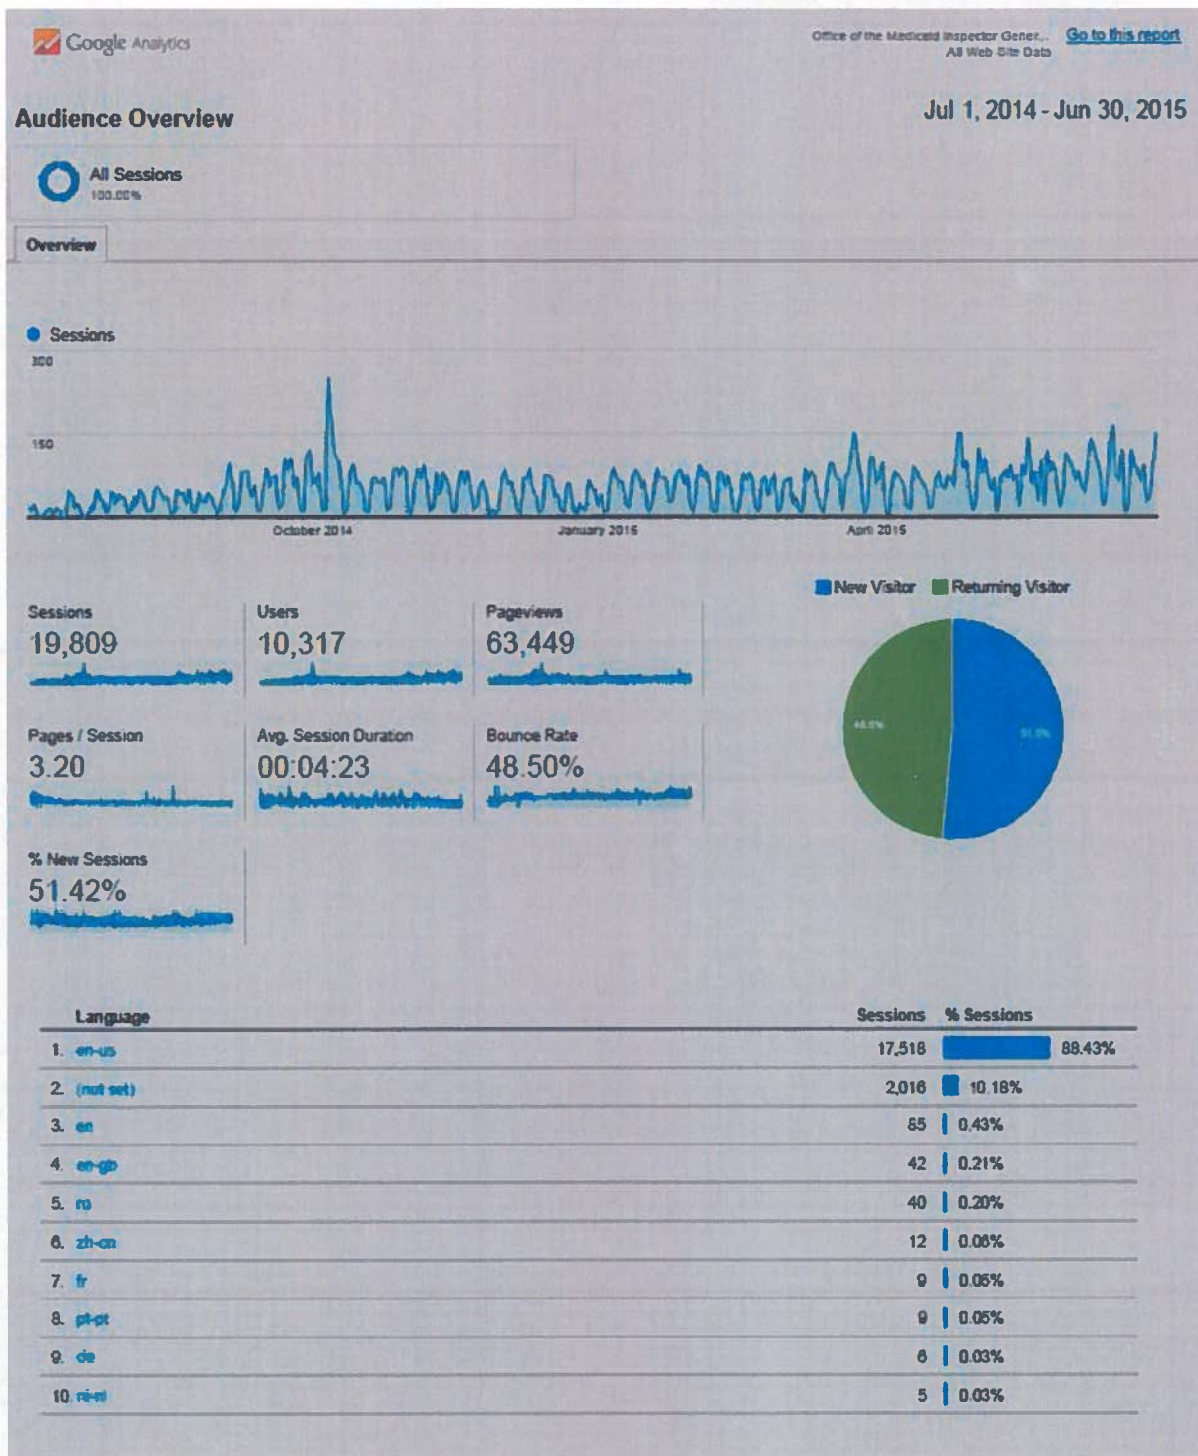 Google Analytics
Office of the Medicaid Inspector Gener...
All Web Site Data
Go to this report
Audience Overview
Jul 1, 2014 - Jun 30, 2015
All Sessions
100.00%
Overview
Sessions
300
150
October 2014
January 2015
April 2015
New Visitor
Returning Visitor
Sessions
19,809
Users
10,317
Pageviews
63,449
48.5%
51.5%
Pages / Session
3.20
Avg. Session Duration
00:04:23
Bounce Rate
48.50%
% New Sessions
51.42%
Language Sessions % Sessions
1. en-us 17,518 88.43%
2. (not set) 2,016 10.18%
3. en 85 0.43%
4. en-gb 42 0.21%
5. 40 0.20%
6. zh-cn 12 0.06%
7. fr 9 0.05%
8. pt-pt 9 0.05%
9. de 6 0.03%
10. 5 0.03%